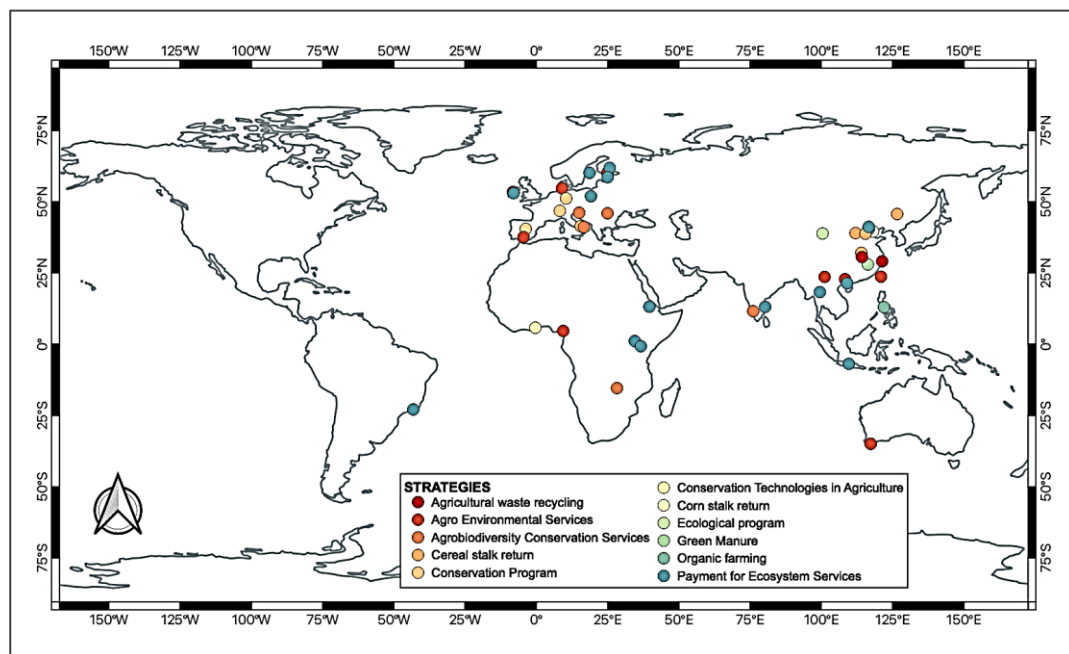 150°W 125°W 100°W 75°W 50°W 25°W 0° 25°E 50°E 75°E 100°E 125°E 150°E
75°N 75°N
50°N 50°N
25°N 25°N
0° 0°
25°S 25°S
50°S 50°S
75°S 75°S
STRATEGIES
Agricultural waste recycling
Agro Environmental Services
Agrobiodiversity Conservation Services
Cereal stalk return
Conservation Program
Conservation Technologies in Agriculture
Corn stalk return
Ecological program
Green Manure
Organic farming
Payment for Ecosystem Services
150°W 125°W 100°W 75°W 50°W 25°W 0° 25°E 50°E 75°E 100°E 125°E 150°E